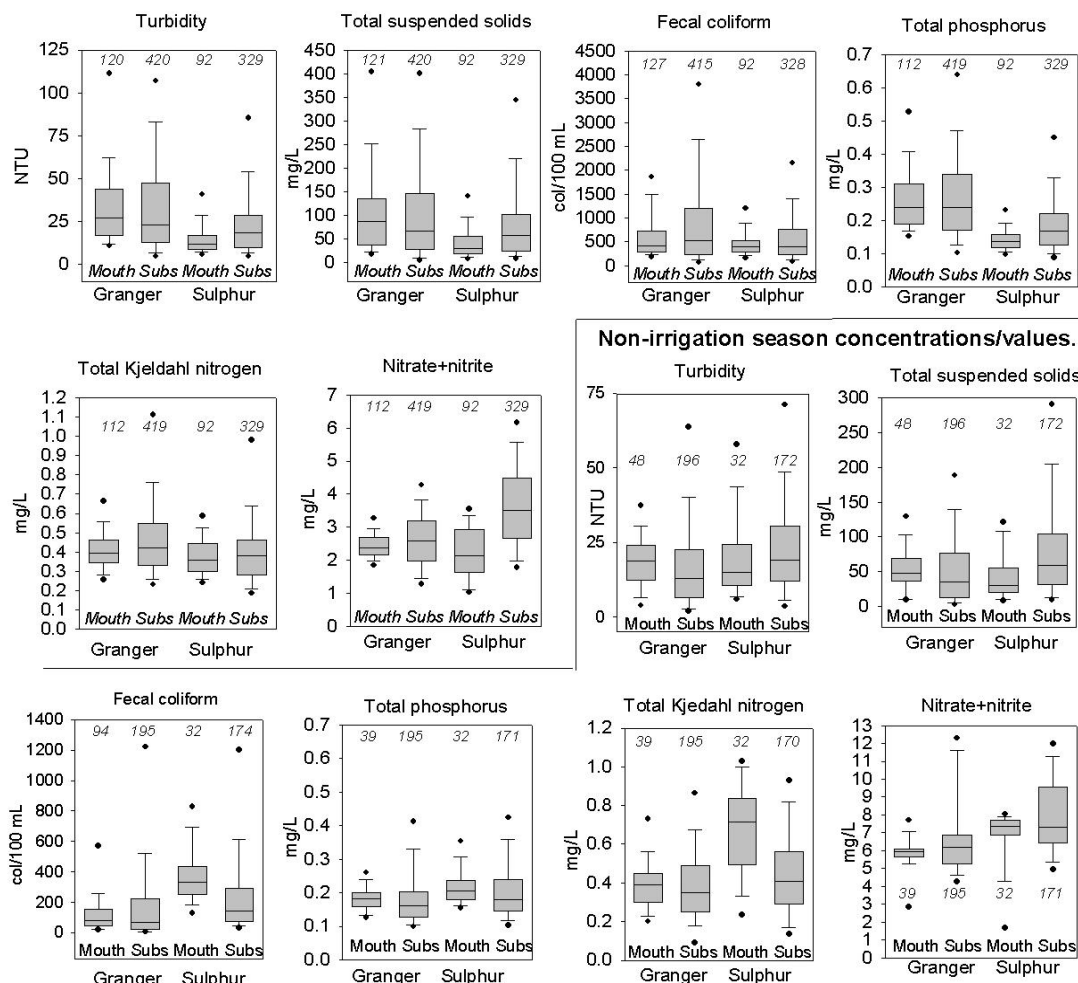 Turbidity
125
100
75
50
25
0
NTU
120 420 92 329
Mouth Subs Mouth Subs
Granger Sulphur
Total suspended solids
450
400
350
300
250
200
150
100
50
0
mg/L
121 420 92 329
Mouth Subs Mouth Subs
Granger Sulphur
Fecal coliform
4500
4000
3500
3000
2500
2000
1500
1000
500
0
col/100 mL
127 415 92 328
Mouth Subs Mouth Subs
Granger Sulphur
Total phosphorus
0.7
0.6
0.5
0.4
0.3
0.2
0.1
0.0
mg/L
112 419 92 329
Mouth Subs Mouth Subs
Granger Sulphur
Total Kjeldahl nitrogen
1.2
1.1
1.0
0.9
0.8
0.7
0.6
0.5
0.4
0.3
0.2
0.1
0.0
mg/L
112 419 92 329
Mouth Subs Mouth Subs
Granger Sulphur
Nitrate+nitrite
7
6
5
4
3
2
1
0
mg/L
112 419 92 329
Mouth Subs Mouth Subs
Granger Sulphur
Non-irrigation season concentrations/values.
Turbidity
75
50
25
0
NTU
48 196 32 172
Mouth Subs Mouth Subs
Granger Sulphur
Total suspended solids
300
250
200
150
100
50
0
mg/L
48 196 32 172
Mouth Subs Mouth Subs
Granger Sulphur
Fecal coliform
1400
1200
1000
800
600
400
200
0
col/100 mL
94 195 32 174
Mouth Subs Mouth Subs
Granger Sulphur
Total phosphorus
0.7
0.6
0.5
0.4
0.3
0.2
0.1
0.0
mg/L
39 195 32 171
Mouth Subs Mouth Subs
Granger Sulphur
Total Kjedahl nitrogen
1.2
1.0
0.8
0.6
0.4
0.2
0.0
mg/L
39 195 32 170
Mouth Subs Mouth Subs
Granger Sulphur
Nitrate+nitrite
13
12
11
10
9
8
7
6
5
4
3
2
1
0
mg/L
39 195 32 171
Mouth Subs Mouth Subs
Granger Sulphur